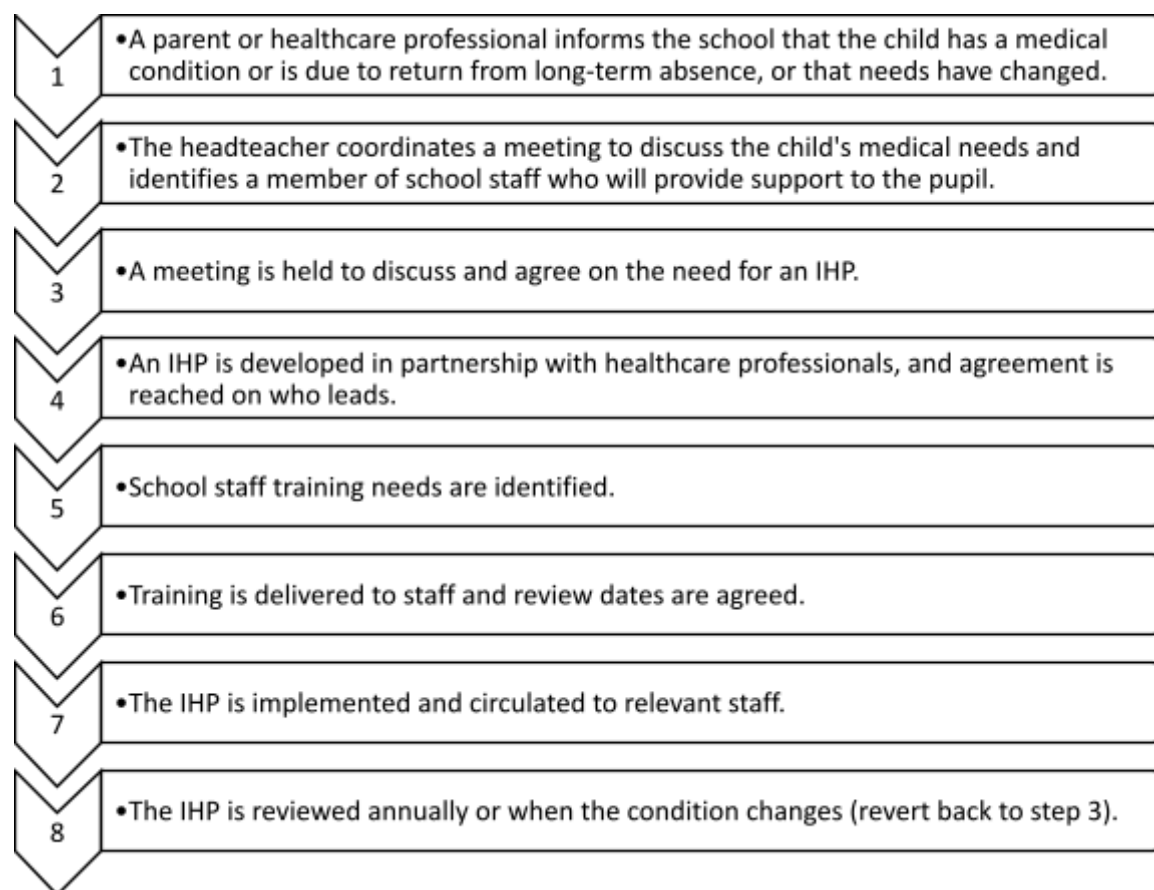 1
•A parent or healthcare professional informs the school that the child has a medical
condition or is due to return from long-term absence, or that needs have changed.
2
•The headteacher coordinates a meeting to discuss the child's medical needs and
identifies a member of school staff who will provide support to the pupil.
3
•A meeting is held to discuss and agree on the need for an IHP.
4
•An IHP is developed in partnership with healthcare professionals, and agreement is
reached on who leads.
5
•School staff training needs are identified.
6
•Training is delivered to staff and review dates are agreed.
7
•The IHP is implemented and circulated to relevant staff.
8
•The IHP is reviewed annually or when the condition changes (revert back to step 3).